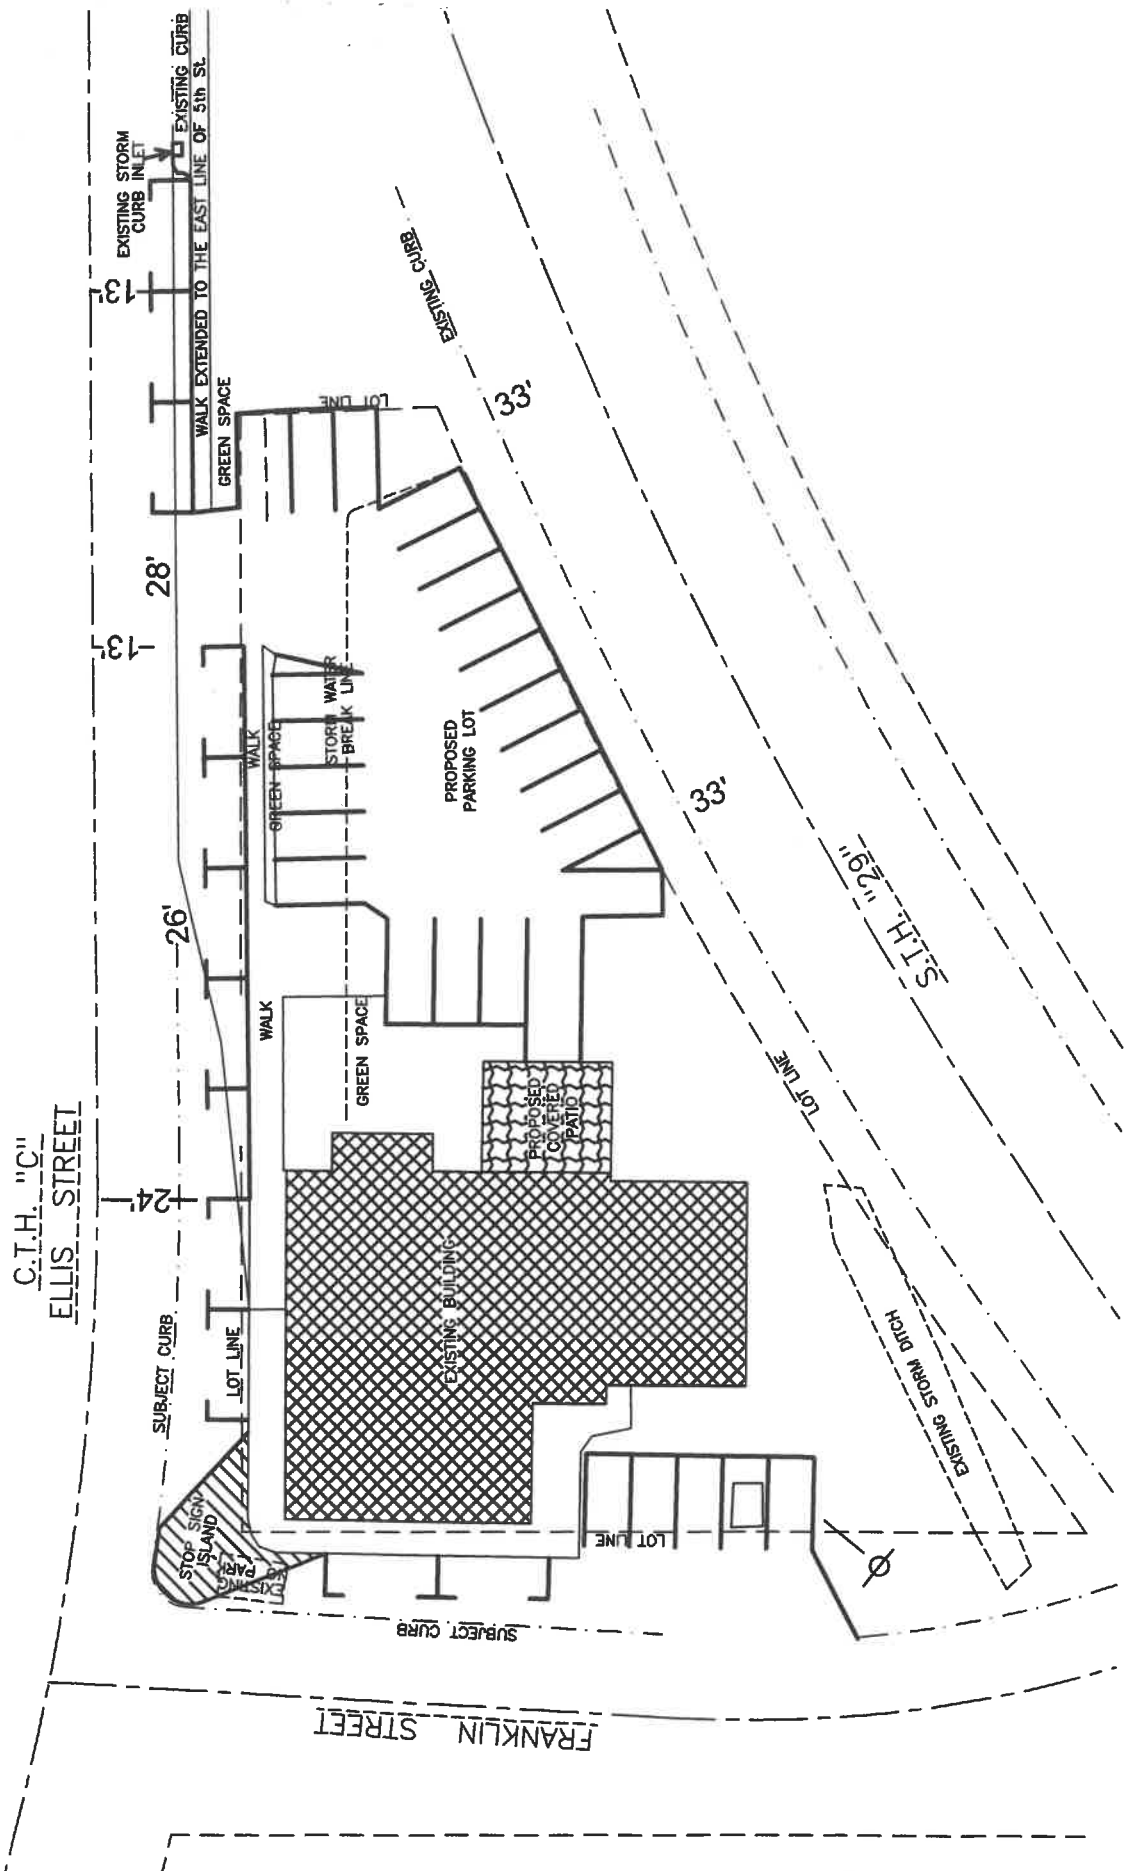 EXISTING CURB
WALK EXTENDED TO THE EAST LINE OF 5th St.
EXISTING STORM
CURB INLET
13'
GREEN SPACE
LOT LINE
EXISTING CURB
33'
28'
13'
WALK
GREEN SPACE
STORM WATER
BREAK LINE
PROPOSED
PARKING LOT
33'
S.T.H. "29"
26'
WALK
GREEN SPACE
PROPOSED
COVERED
PATIO
LOT LINE
C.T.H. "C"
ELLIS STREET
24'
SUBJECT CURB
LOT LINE
EXISTING BUILDING
EXISTING STORM DITCH
STOP SIGN
ISLAND
EXISTING
LOT LINE
SUBJECT CURB
FRANKLIN STREET